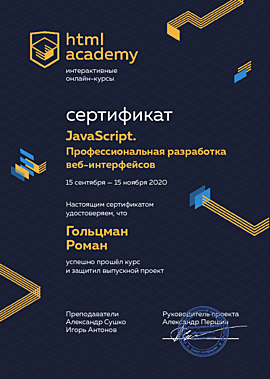 html
academy
интерактивные
онлайн-курсы
сертификат
JavaScript.
Профессиональная разработка
веб-интерфейсов
15 сентября — 15 ноября 2020
Настоящим сертификатом
удостоверяем, что
Гольцман
Роман
успешно прошёл курс
и защитил выпускной проект
Преподаватели
Александр Сушко
Игорь Антонов
Руководитель проекта
Александр Першин